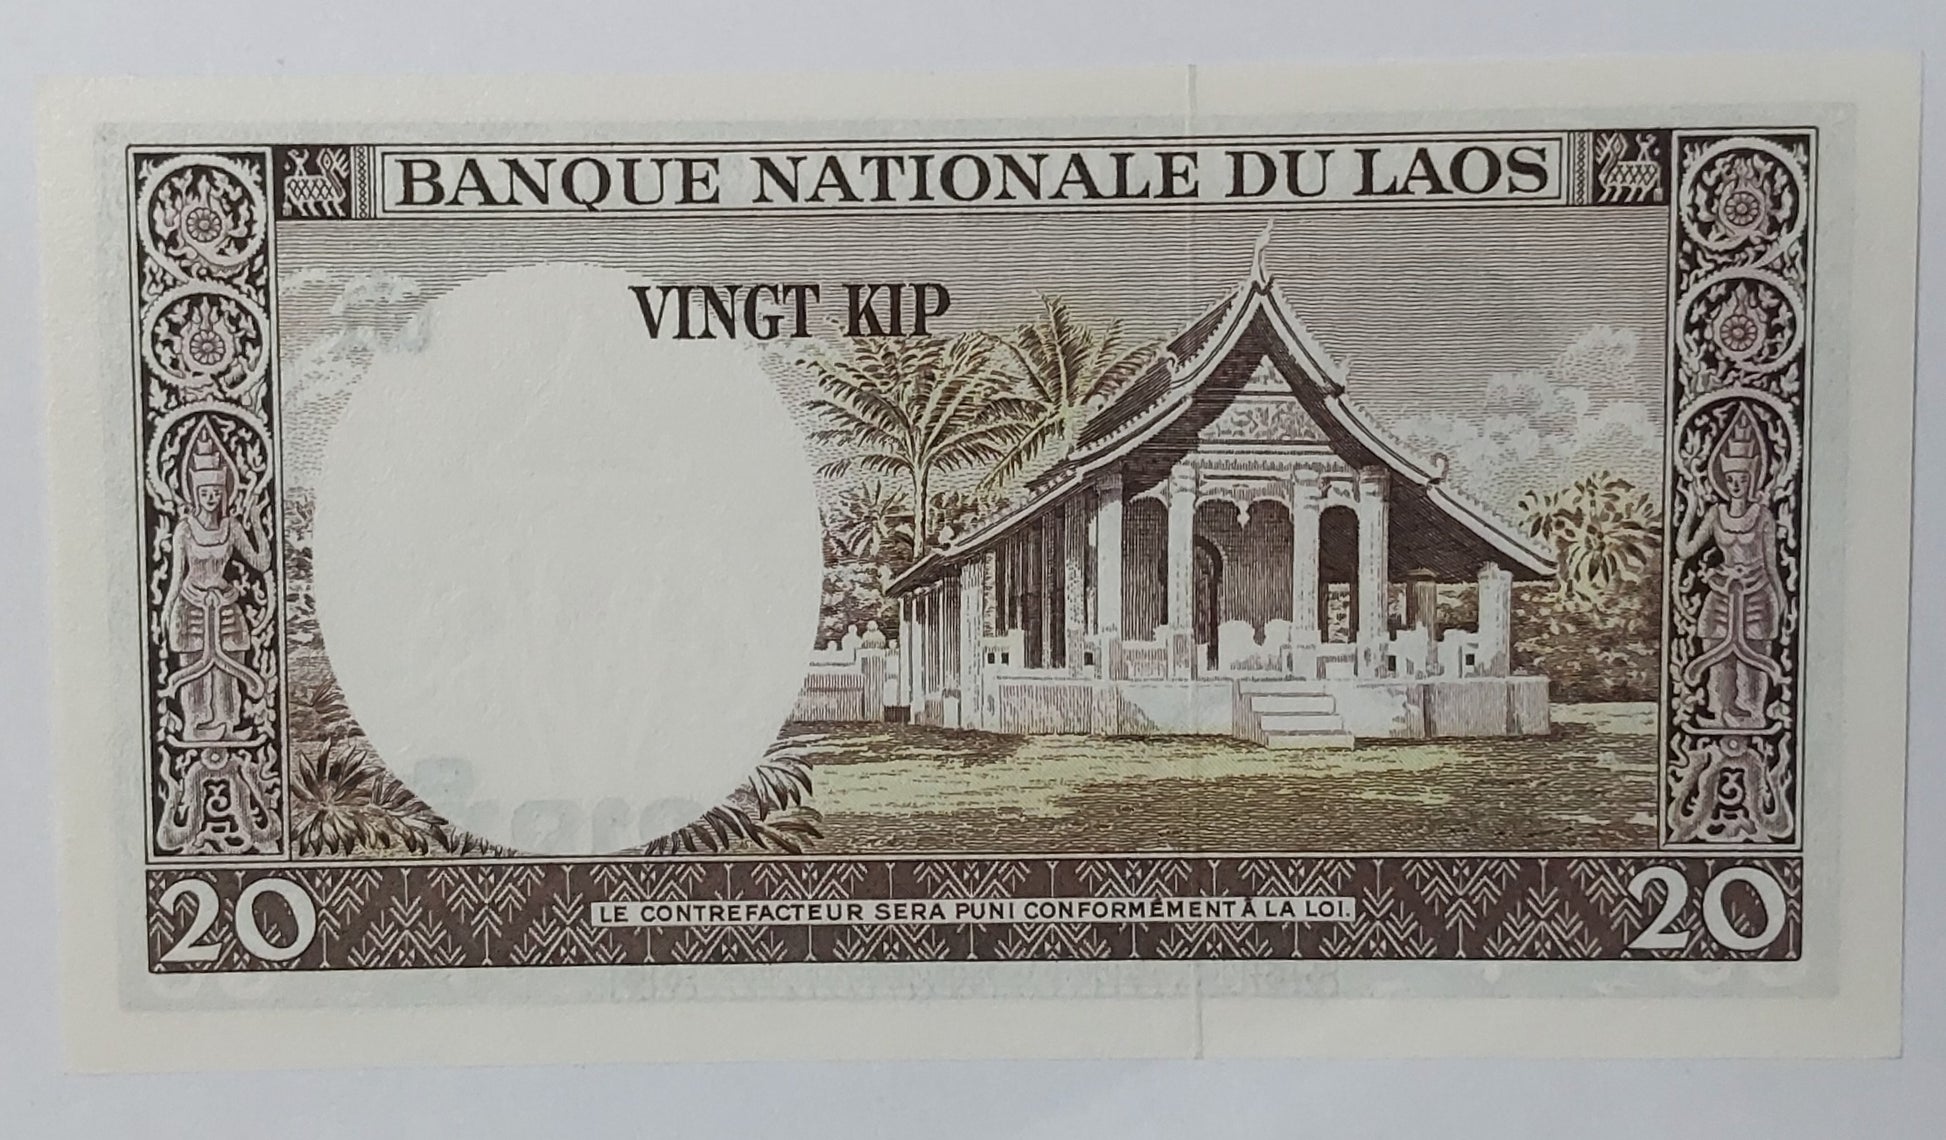 BANQUE NATIONALE DU LAOS
VINGT KIP
20
LE CONTREFACTEUR SERA PUNI CONFORMÉMENT À LA LOI.
20